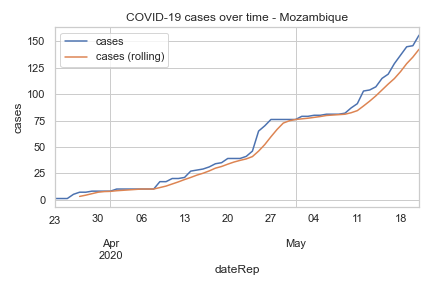 COVID-19 cases over time - Mozambique
cases
cases (rolling)
150
125
100
75
50
25
0
cases
23 30 06 13 20 27 04 11 18
Apr May
2020
dateRep